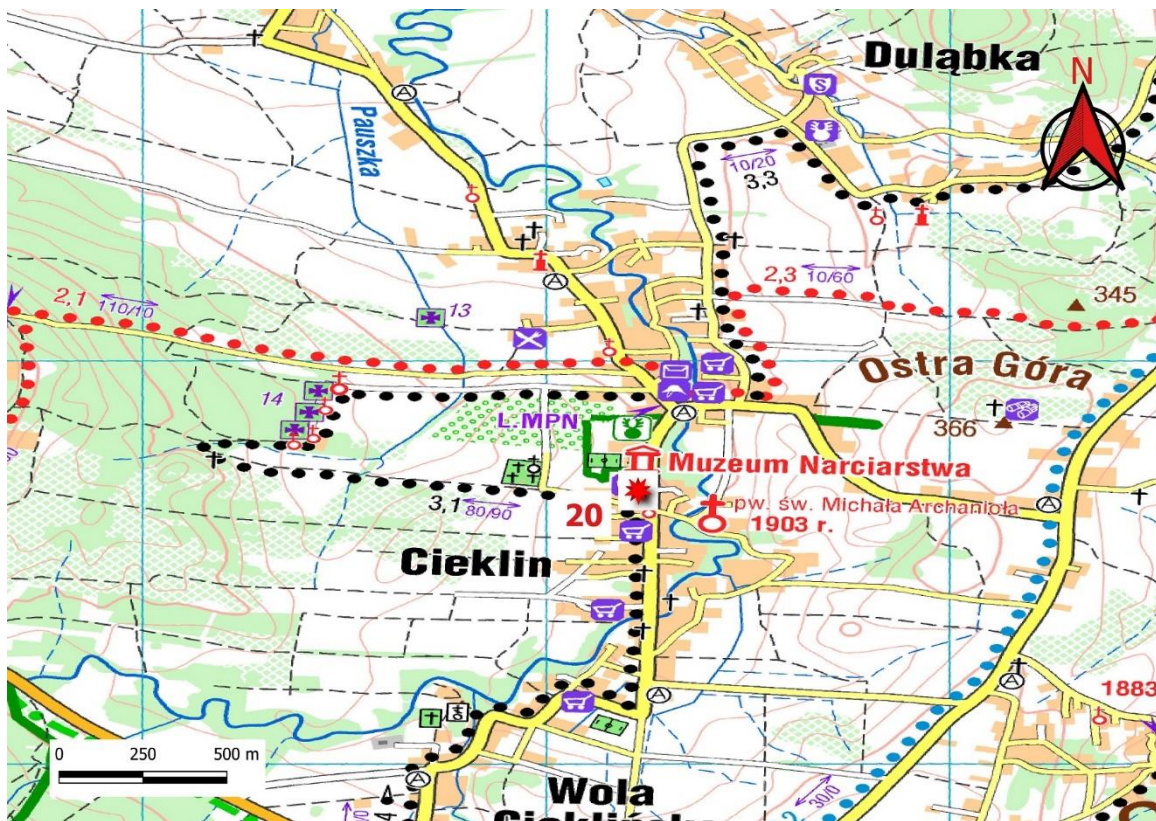 Duląbka
N
Pauszka
10/20
3,3
2,3 10/60
345
2,1 110/10
13
Ostra Góra
14
L.MPN
366
Muzeum Narciarstwa
pw. św. Michała Archanioła
1903 r.
20
3,1 80/90
Cieklin
1883
0 250 500 m
Wola
30/0